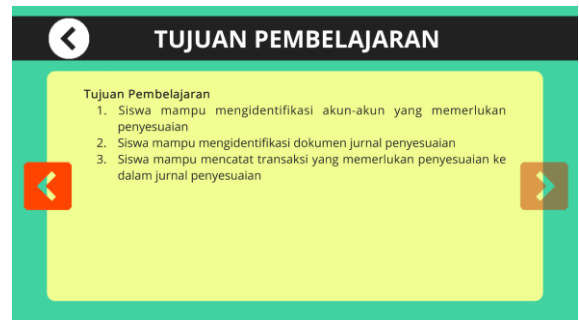 TUJUAN PEMBELAJARAN
Tujuan Pembelajaran
1. Siswa mampu mengidentifikasi akun-akun yang memerlukan
penyesuaian
2. Siswa mampu mengidentifikasi dokumen jurnal penyesuaian
3. Siswa mampu mencatat transaksi yang memerlukan penyesuaian ke
dalam jurnal penyesuaian